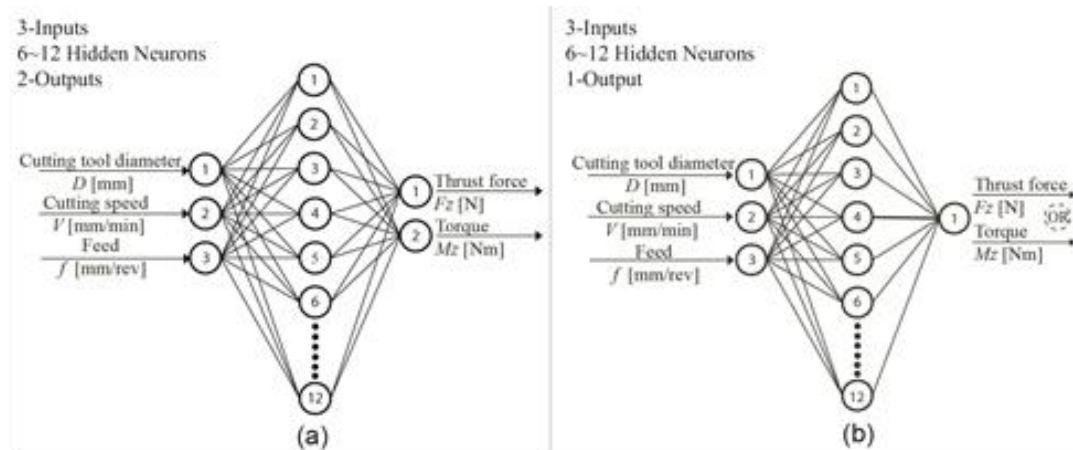 3-Inputs
6~12 Hidden Neurons
2-Outputs
Cutting tool diameter
D [mm]
Cutting speed
V [mm/min]
Feed
f [mm/rev]
1
2
3
1
2
3
4
5
6
12
1
2
Thrust force
Fz [N]
Torque
Mz [Nm]
(a)
3-Inputs
6~12 Hidden Neurons
1-Output
Cutting tool diameter
D [mm]
Cutting speed
V [mm/min]
Feed
f [mm/rev]
1
2
3
1
2
3
4
5
6
12
1
Thrust force
Fz [N]
OR
Torque
Mz [Nm]
(b)